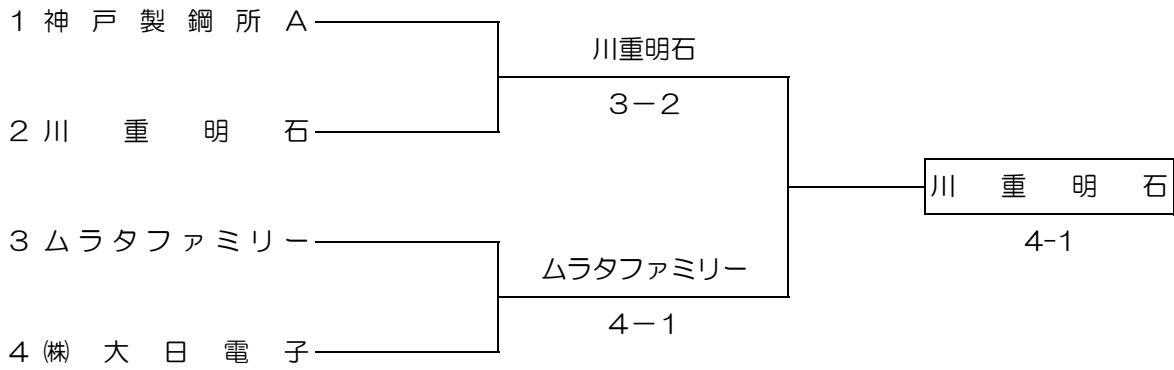 1 神戸製鋼所A
川重明石
3－2
2 川重明石
川重明石
4-1
3 ムラタファミリー
ムラタファミリー
4－1
4 ㈱大日電子